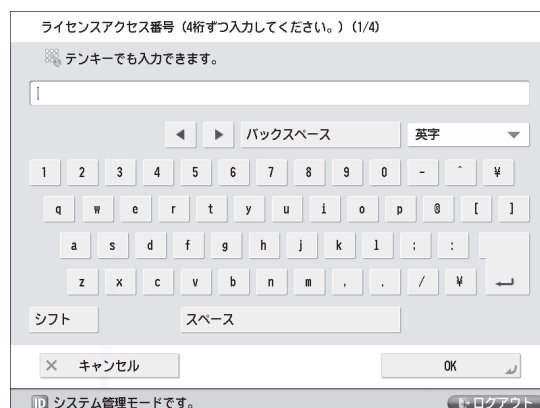 ライセンスアクセス番号 (4桁ずつ入力してください。) (1/4)
テンキーでも入力できます。
◀ ▶ バックスペース 英字 ▼
1 2 3 4 5 6 7 8 9 0 - ^ ¥
q w e r t y u i o p @ [ ]
a s d f g h j k l ; :
z x c v b n m , . / ¥
シフト スペース
× キャンセル OK
ID システム管理モードです。 ログアウト